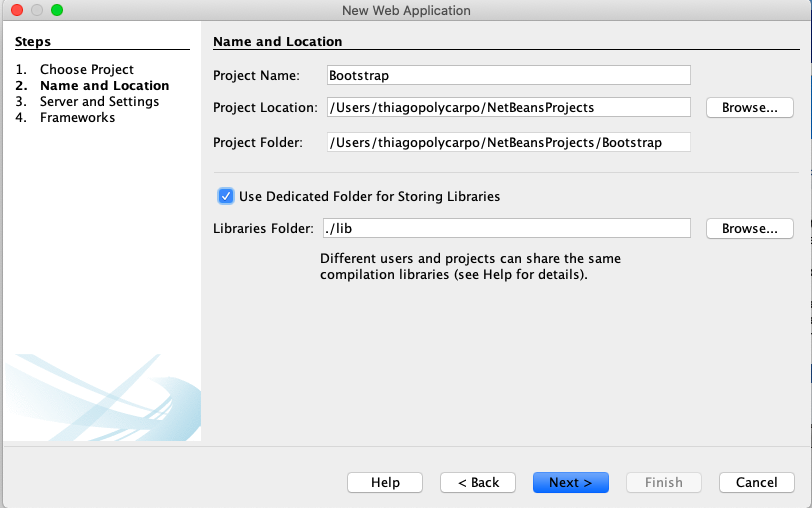 New Web Application
Steps
1. Choose Project
2. Name and Location
3. Server and Settings
4. Frameworks
Name and Location
Project Name: Bootstrap
Project Location: /Users/thiagopolycarpo/NetBeansProjects Browse...
Project Folder: /Users/thiagopolycarpo/NetBeansProjects/Bootstrap
Use Dedicated Folder for Storing Libraries
Libraries Folder: ./lib Browse...
Different users and projects can share the same
compilation libraries (see Help for details).
Help < Back Next > Finish Cancel